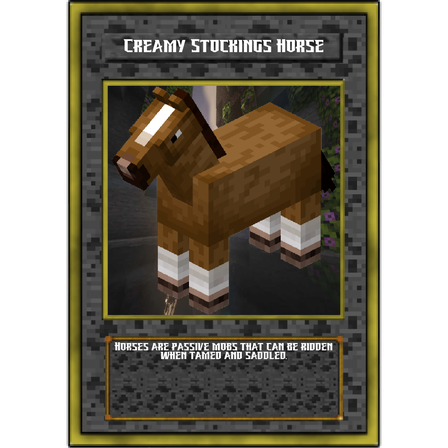 Creamy Stockings Horse
Horses are passive mobs that can be ridden
when tamed and saddled.